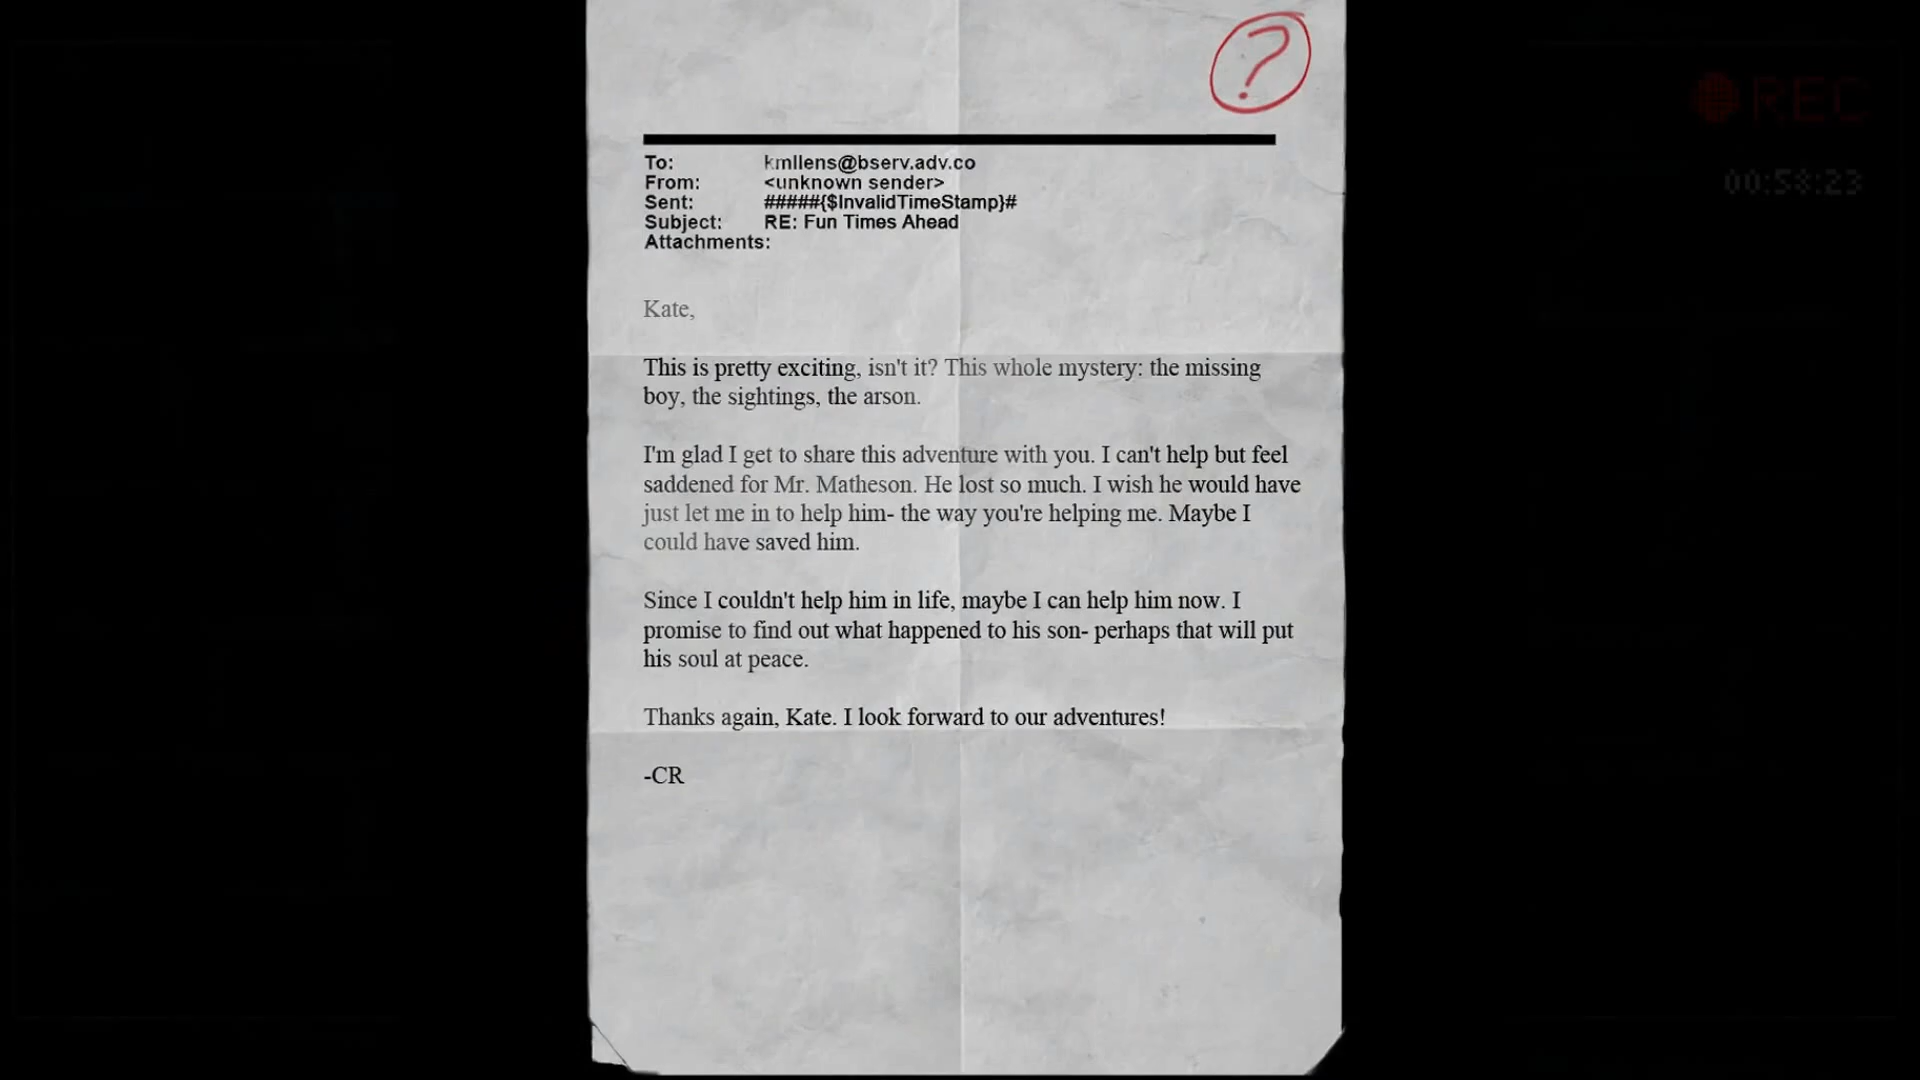 ?
REC
00:58:23
To: kmllens@bserv.adv.co
From: <unknown sender>
Sent: #####{$InvalidTimeStamp}#
Subject: RE: Fun Times Ahead
Attachments:
Kate,
This is pretty exciting, isn't it? This whole mystery: the missing
boy, the sightings, the arson.
I'm glad I get to share this adventure with you. I can't help but feel
saddened for Mr. Matheson. He lost so much. I wish he would have
just let me in to help him- the way you're helping me. Maybe I
could have saved him.
Since I couldn't help him in life, maybe I can help him now. I
promise to find out what happened to his son- perhaps that will put
his soul at peace.
Thanks again, Kate. I look forward to our adventures!
-CR